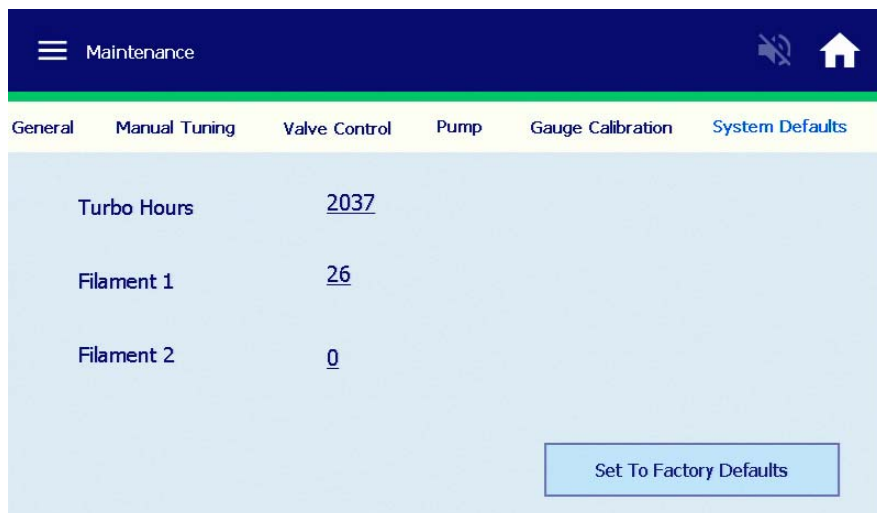 Maintenance
General Manual Tuning Valve Control Pump Gauge Calibration System Defaults
Turbo Hours 2037
Filament 1 26
Filament 2 0
Set To Factory Defaults